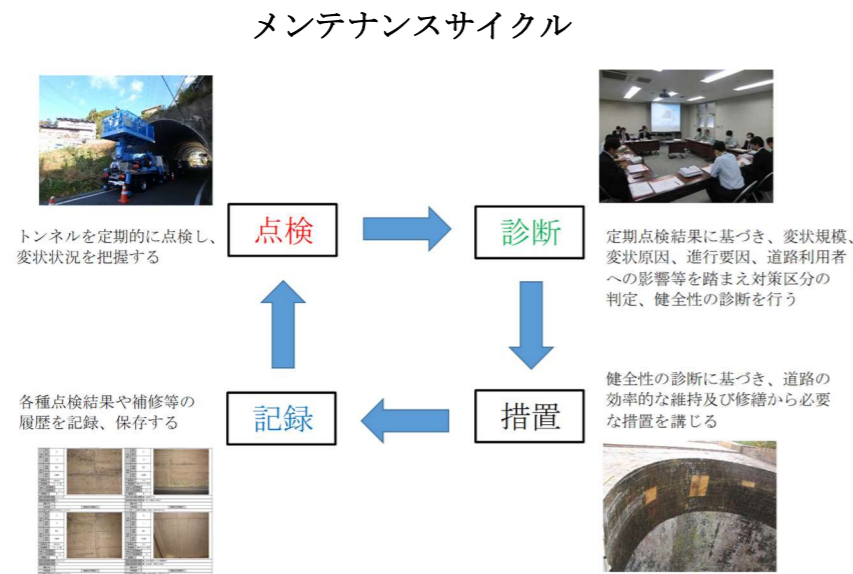 メンテナンスサイクル
点検
診断
トンネルを定期的に点検し、
変状状況を把握する
定期点検結果に基づき、変状規模、
変状原因、進行要因、道路利用者
への影響等を踏まえ対策区分の
判定、健全性の診断を行う
各種点検結果や補修等の
履歴を記録、保存する
記録
措置
健全性の診断に基づき、道路の
効率的な維持及び修繕から必要
な措置を講じる